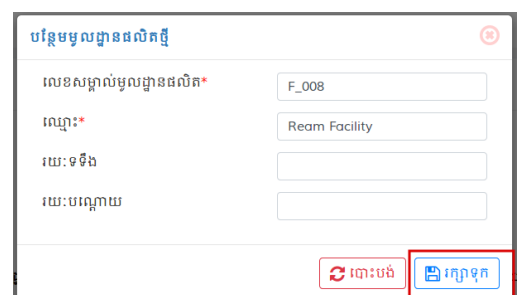 បន្ថែមមូលដ្ឋានផលិតថ្មី
លេខសម្គាល់មូលដ្ឋានផលិត* F_008
ឈ្មោះ* Ream Facility
រយៈទទឹង
រយៈបណ្តោយ
បោះបង់ រក្សាទុក